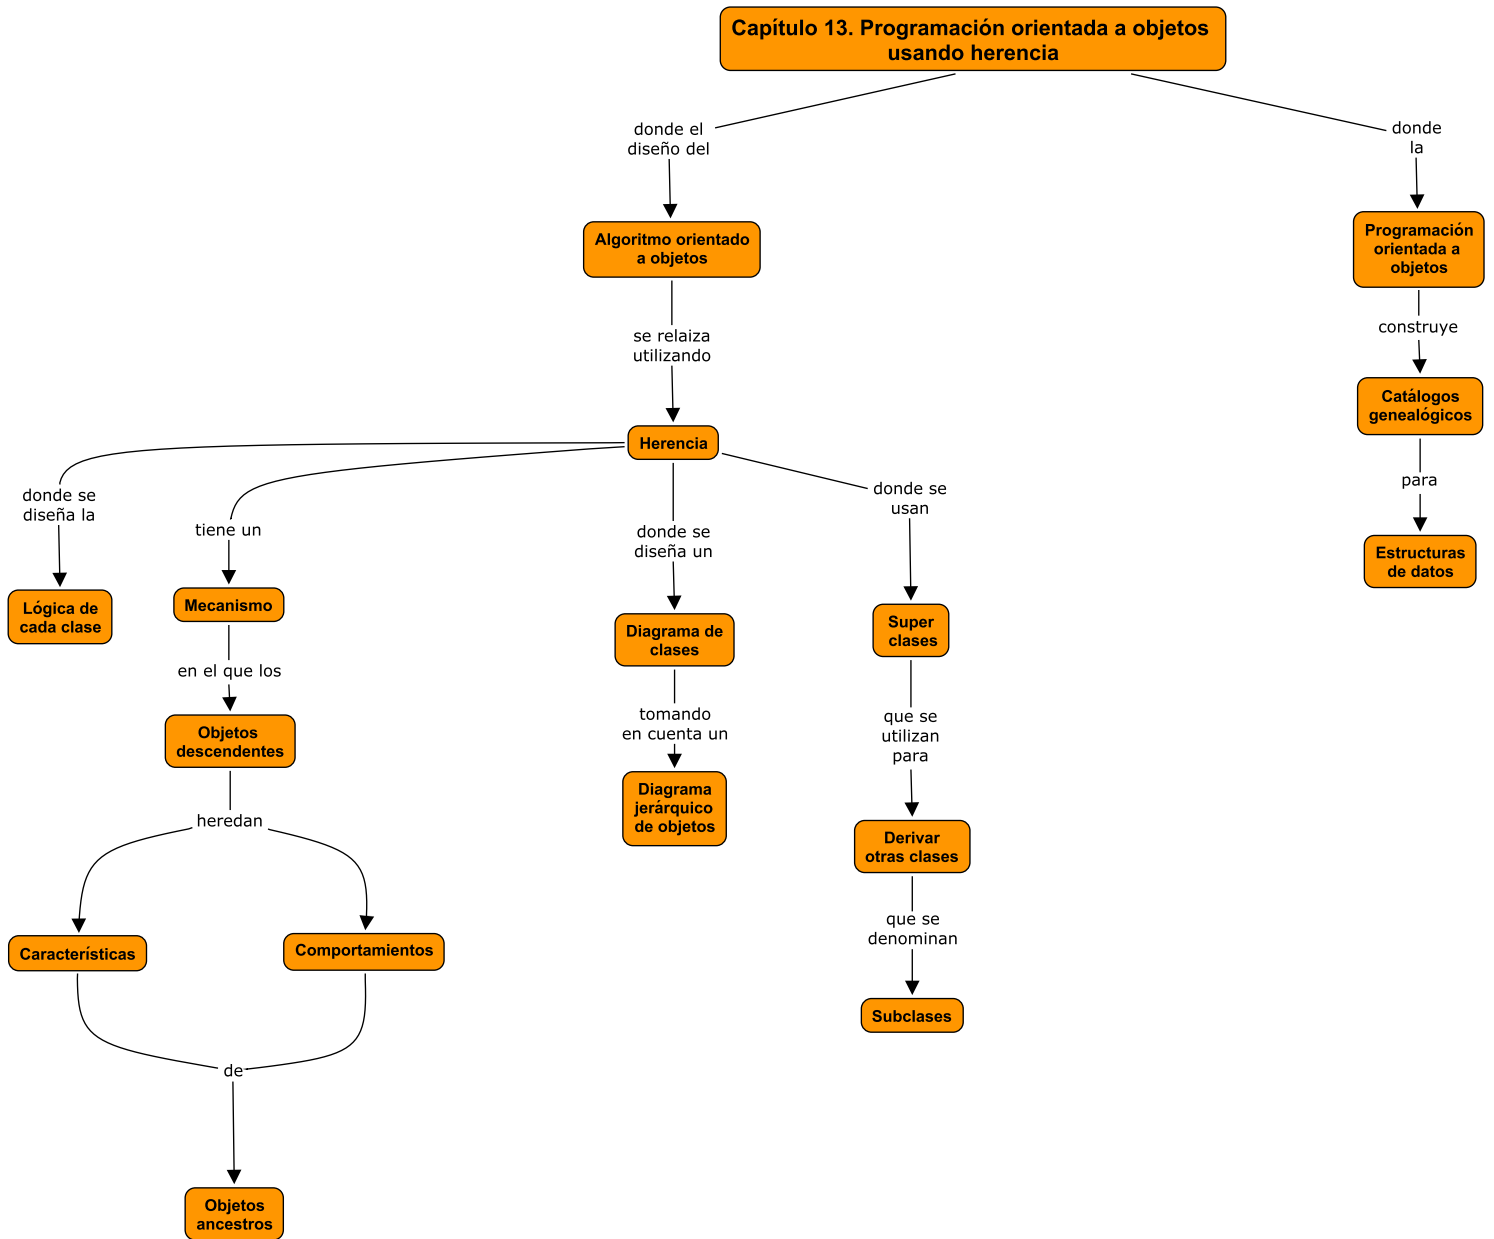 Capítulo 13. Programación orientada a objetos
usando herencia
donde el
diseño del
donde
la
Algoritmo orientado
a objetos
Programación
orientada a
objetos
se relaiza
utilizando
construye
Catálogos
genealógicos
Herencia
para
donde se
diseña la
tiene un
donde se
diseña un
donde se
usan
Estructuras
de datos
Lógica de
cada clase
Mecanismo
Diagrama de
clases
Super
clases
en el que los
tomando
en cuenta un
que se
utilizan
para
Objetos
descendentes
Diagrama
jerárquico
de objetos
heredan
Derivar
otras clases
que se
denominan
Características
Comportamientos
Subclases
de
Objetos
ancestros